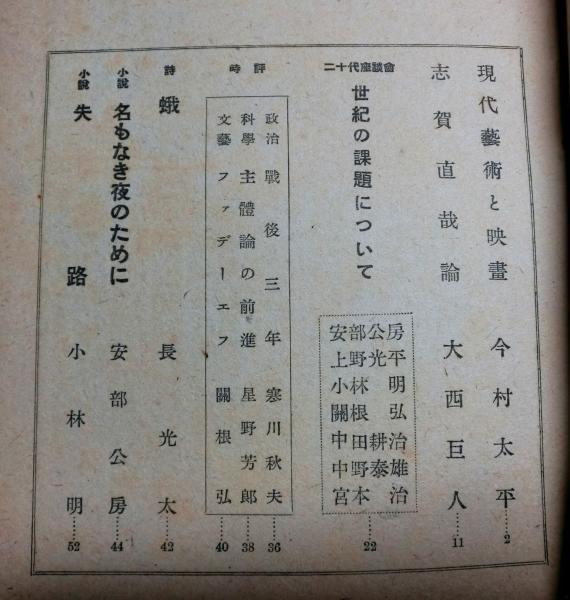 現代藝術と映畫 今村太平……2
志賀直哉論 大西巨人……11
二十代座談會
世紀の課題について
安部公房
上野光平
小林明
關根弘
中田耕治
中野泰雄
宮本治
……22
時評
政治 戰後三年 寒川秋夫……36
科學 主體論の前進 星野芳郎……38
文藝 ファデーエフ 關根弘……40
詩 蛾 長光太……42
小說 名もなき夜のために 安部公房……44
小說 失路 小林明……52